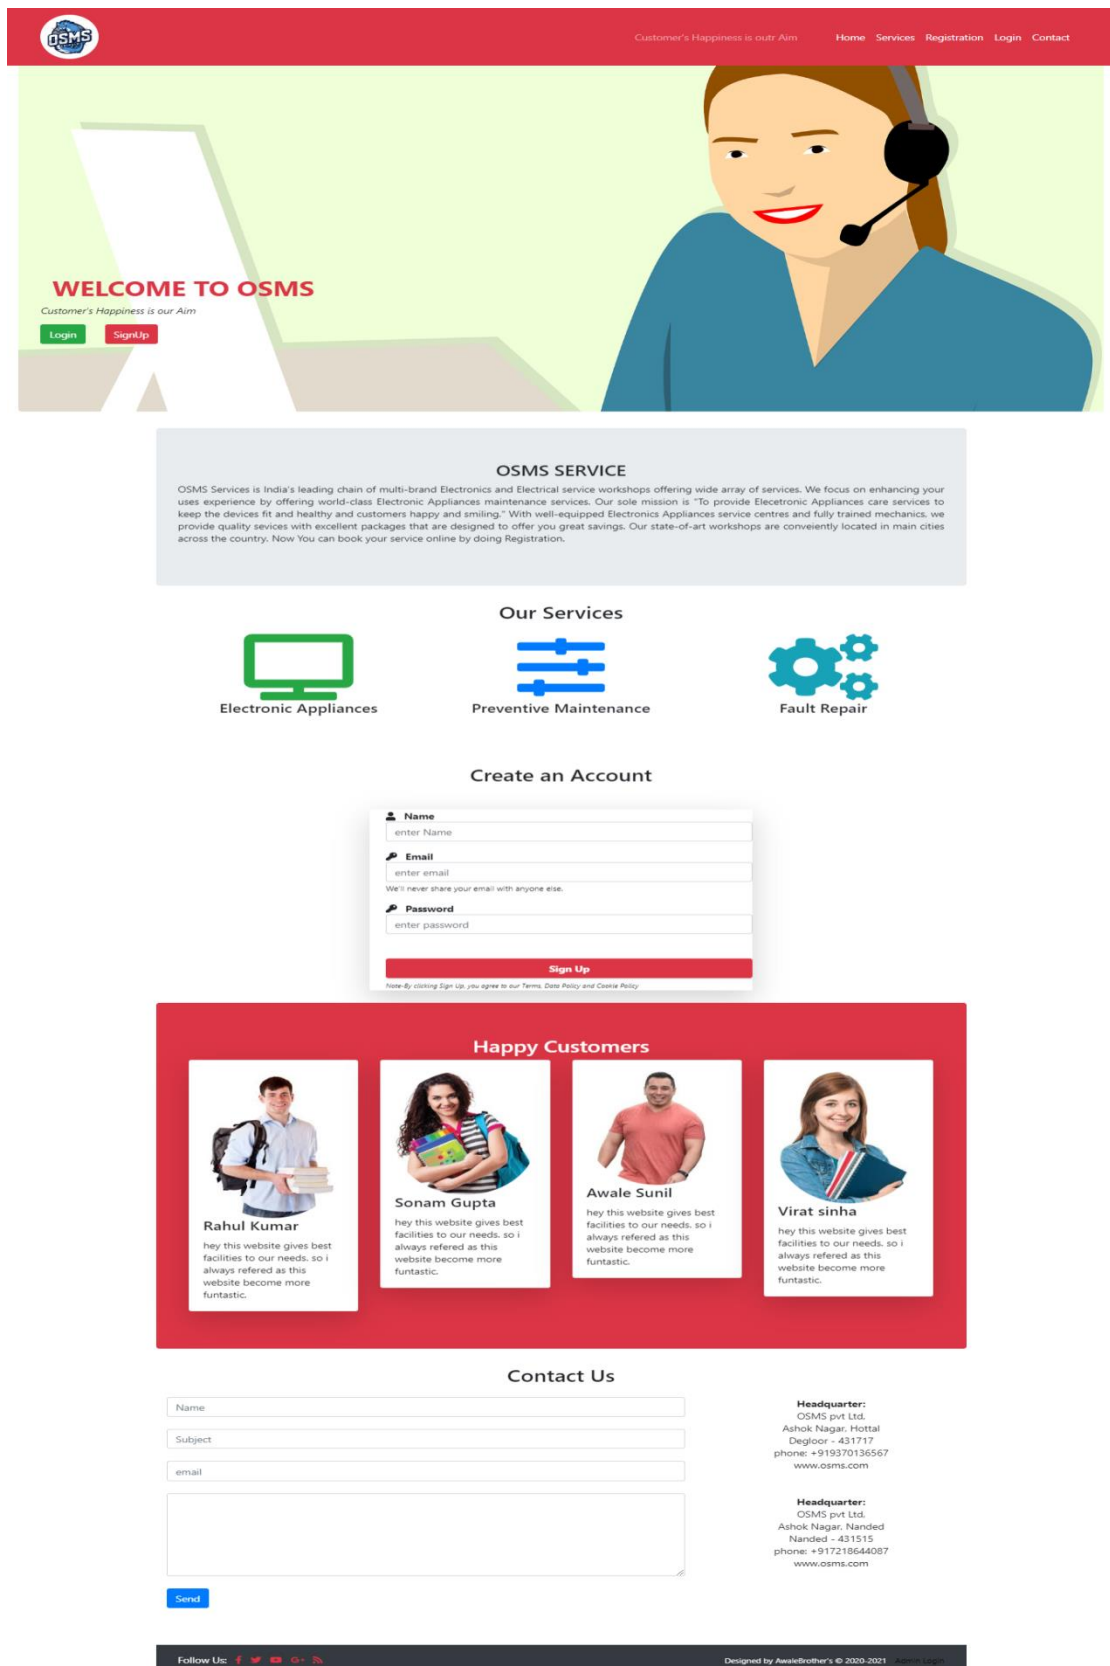 OSMS
Customer's Happiness is outr Aim
Home Services Registration Login Contact
WELCOME TO OSMS
Customer's Happiness is our Aim
Login SignUp
OSMS SERVICE
OSMS Services is India's leading chain of multi-brand Electronics and Electrical service workshops offering wide array of services. We focus on enhancing your
uses experience by offering world-class Electronic Appliances maintenance services. Our sole mission is "To provide Elecetronic Appliances care services to
keep the devices fit and healthy and customers happy and smiling." With well-equipped Electronics Appliances service centres and fully trained mechanics. we
provide quality sevices with excellent packages that are designed to offer you great savings. Our state-of-art workshops are conveiently located in main cities
across the country. Now You can book your service online by doing Registration.
Our Services
Electronic Appliances
Preventive Maintenance
Fault Repair
Create an Account
Name
enter Name
Email
enter email
We'll never share your email with anyone else.
Password
enter password
Sign Up
Note-By clicking Sign Up, you agree to our Terms, Data Policy and Cookie Policy
Happy Customers
Rahul Kumar
hey this website gives best
facilities to our needs. so i
always refered as this
website become more
funtastic.
Sonam Gupta
hey this website gives best
facilities to our needs. so i
always refered as this
website become more
funtastic.
Awale Sunil
hey this website gives best
facilities to our needs. so i
always refered as this
website become more
funtastic.
Virat sinha
hey this website gives best
facilities to our needs. so i
always refered as this
website become more
funtastic.
Contact Us
Name
Subject
email
Send
Headquarter:
OSMS pvt Ltd,
Ashok Nagar, Hottal
Degloor - 431717
phone: +919370136567
www.osms.com
Headquarter:
OSMS pvt Ltd,
Ashok Nagar, Nanded
Nanded - 431515
phone: +917218644087
www.osms.com
Follow Us:
Designed by AwaleBrother's © 2020-2021 Admin Login